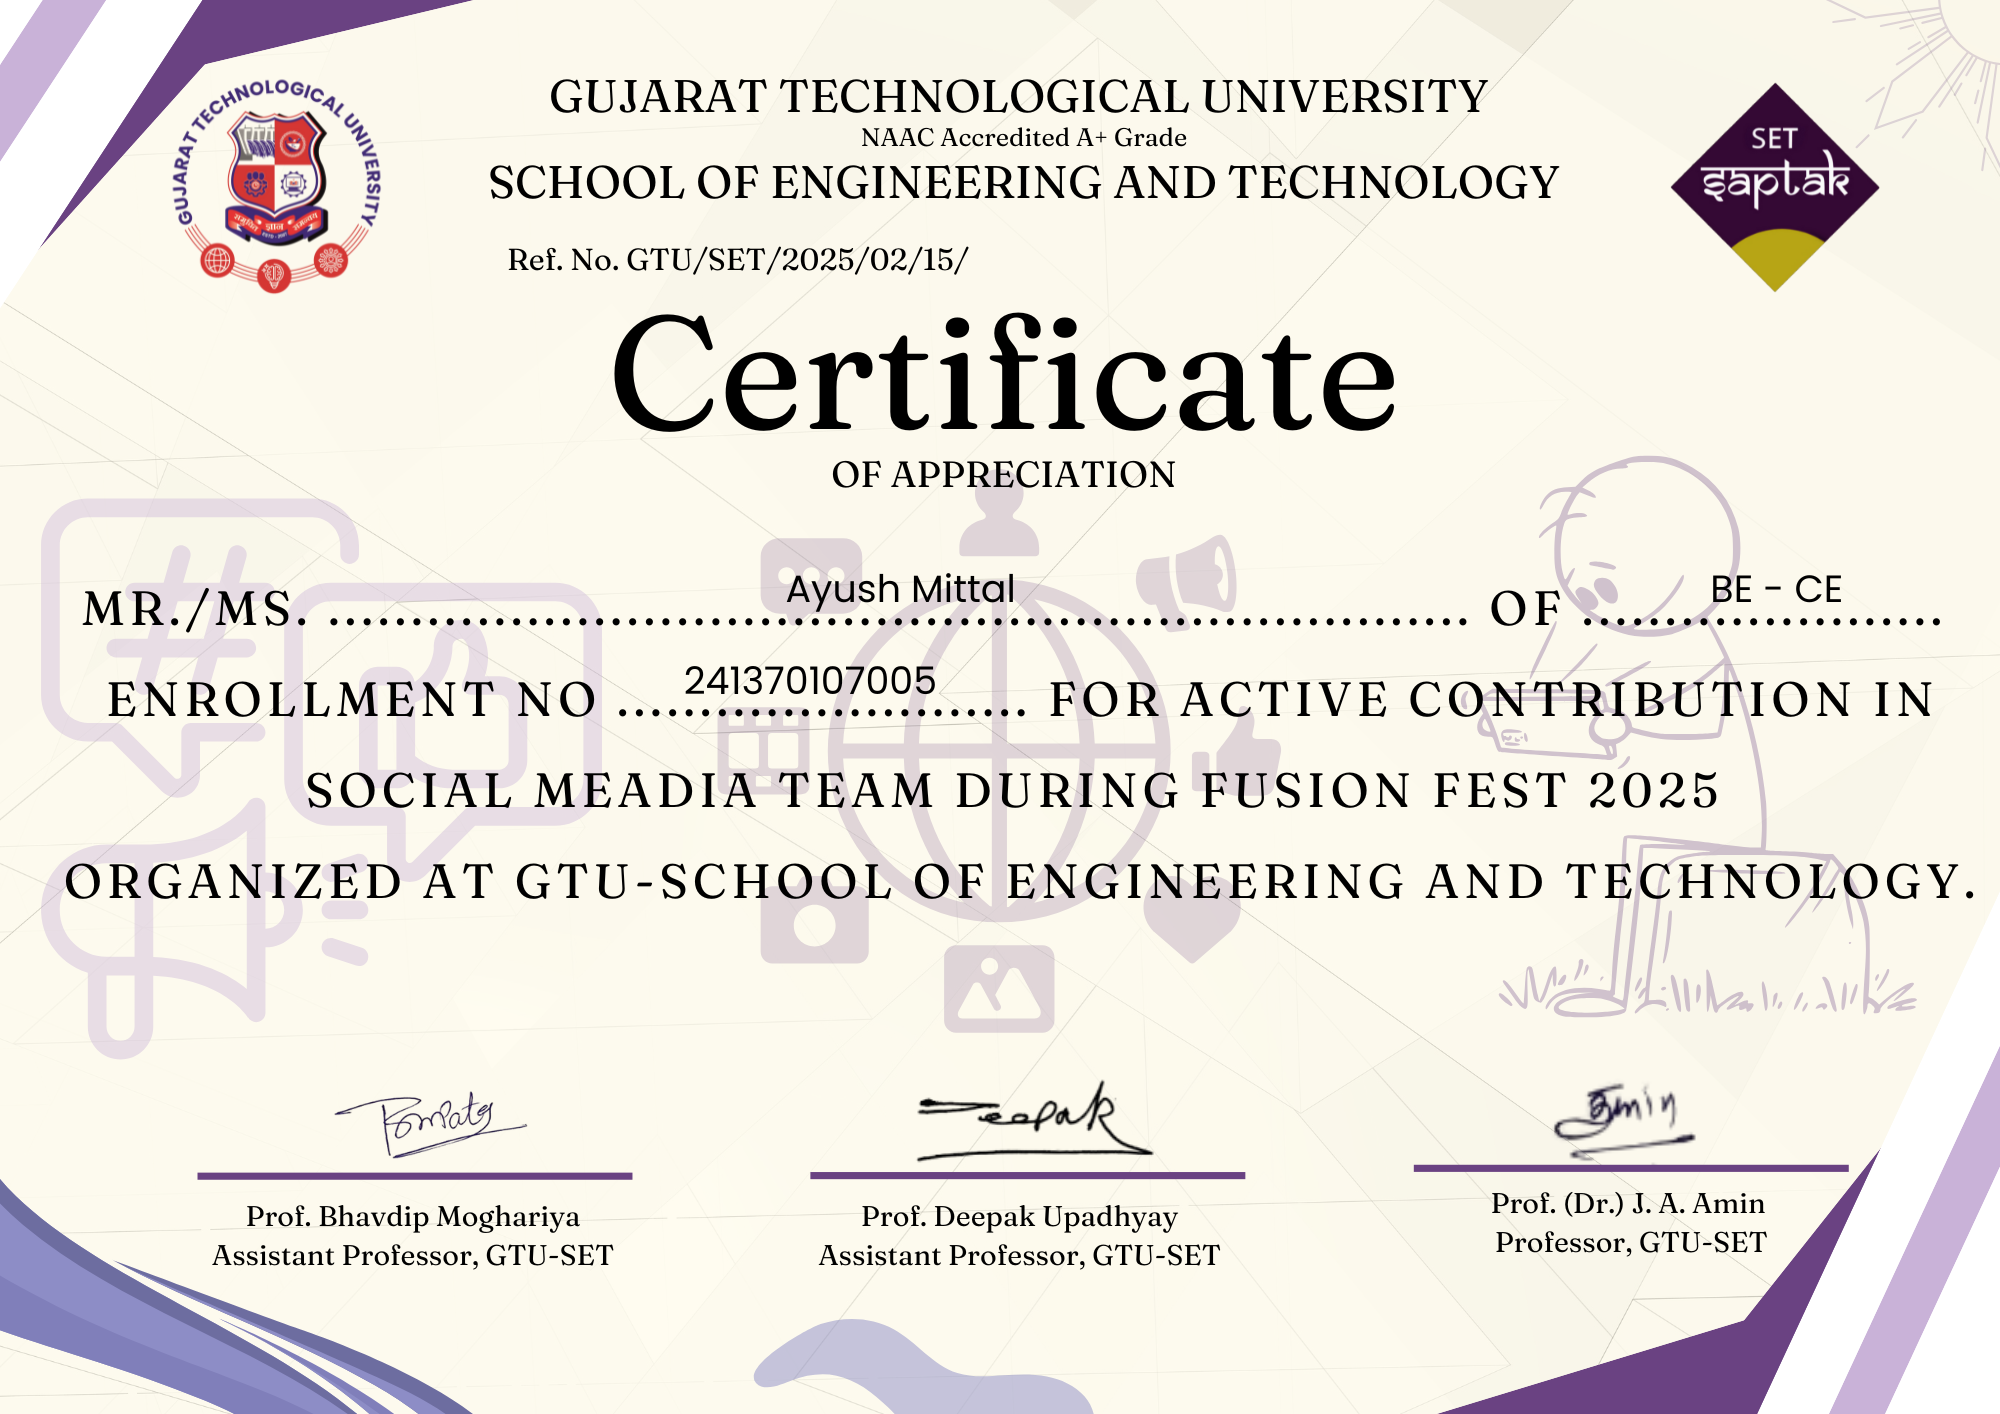 GUJARAT TECHNOLOGICAL UNIVERSITY
GUJARAT TECHNOLOGICAL UNIVERSITY
NAAC Accredited A+ Grade
SCHOOL OF ENGINEERING AND TECHNOLOGY
SET
saptak
Ref. No. GTU/SET/2025/02/15/
Certificate
OF APPRECIATION
MR./MS. Ayush Mittal OF BE - CE
ENROLLMENT NO 241370107005 FOR ACTIVE CONTRIBUTION IN
SOCIAL MEADIA TEAM DURING FUSION FEST 2025
ORGANIZED AT GTU-SCHOOL OF ENGINEERING AND TECHNOLOGY.
Deepak
Amin
Prof. Bhavdip Moghariya
Assistant Professor, GTU-SET
Prof. Deepak Upadhyay
Assistant Professor, GTU-SET
Prof. (Dr.) J. A. Amin
Professor, GTU-SET